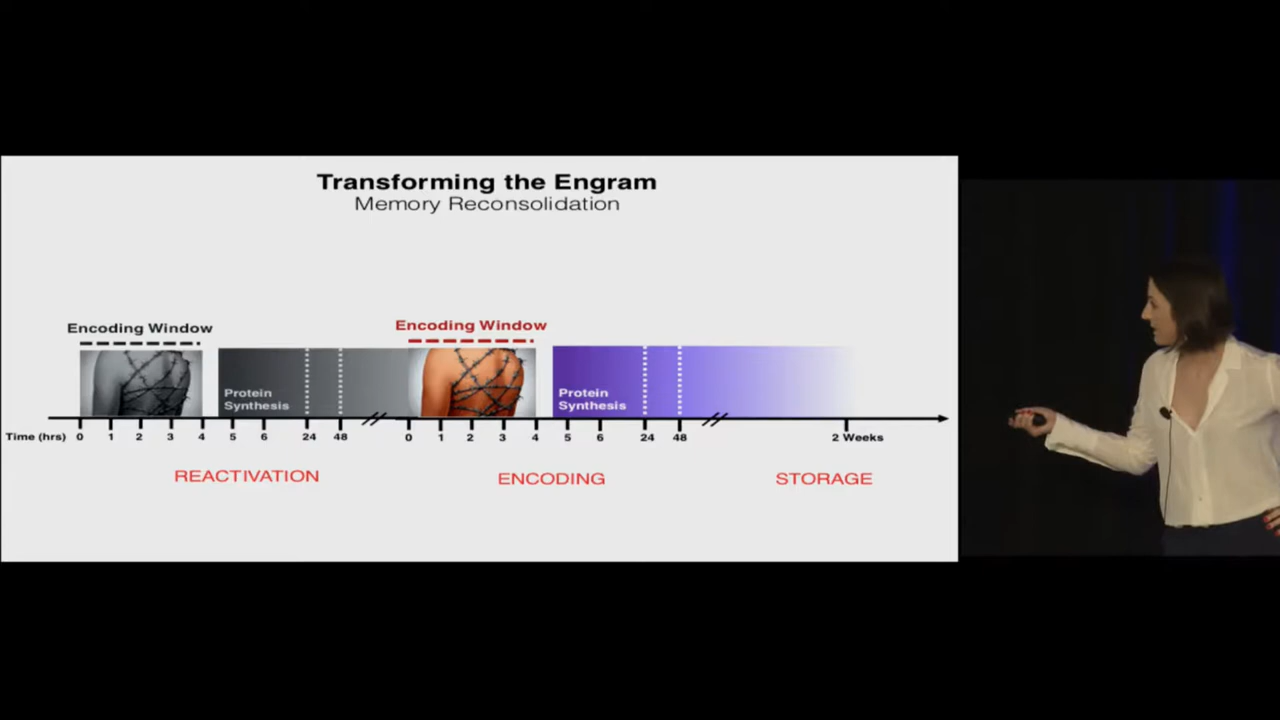 Transforming the Engram
Memory Reconsolidation
Encoding Window
Encoding Window
Protein
Synthesis
Protein
Synthesis
Time (hrs) 0 1 2 3 4 5 6 24 48 0 1 2 3 4 5 6 24 48 2 Weeks
REACTIVATION
ENCODING
STORAGE